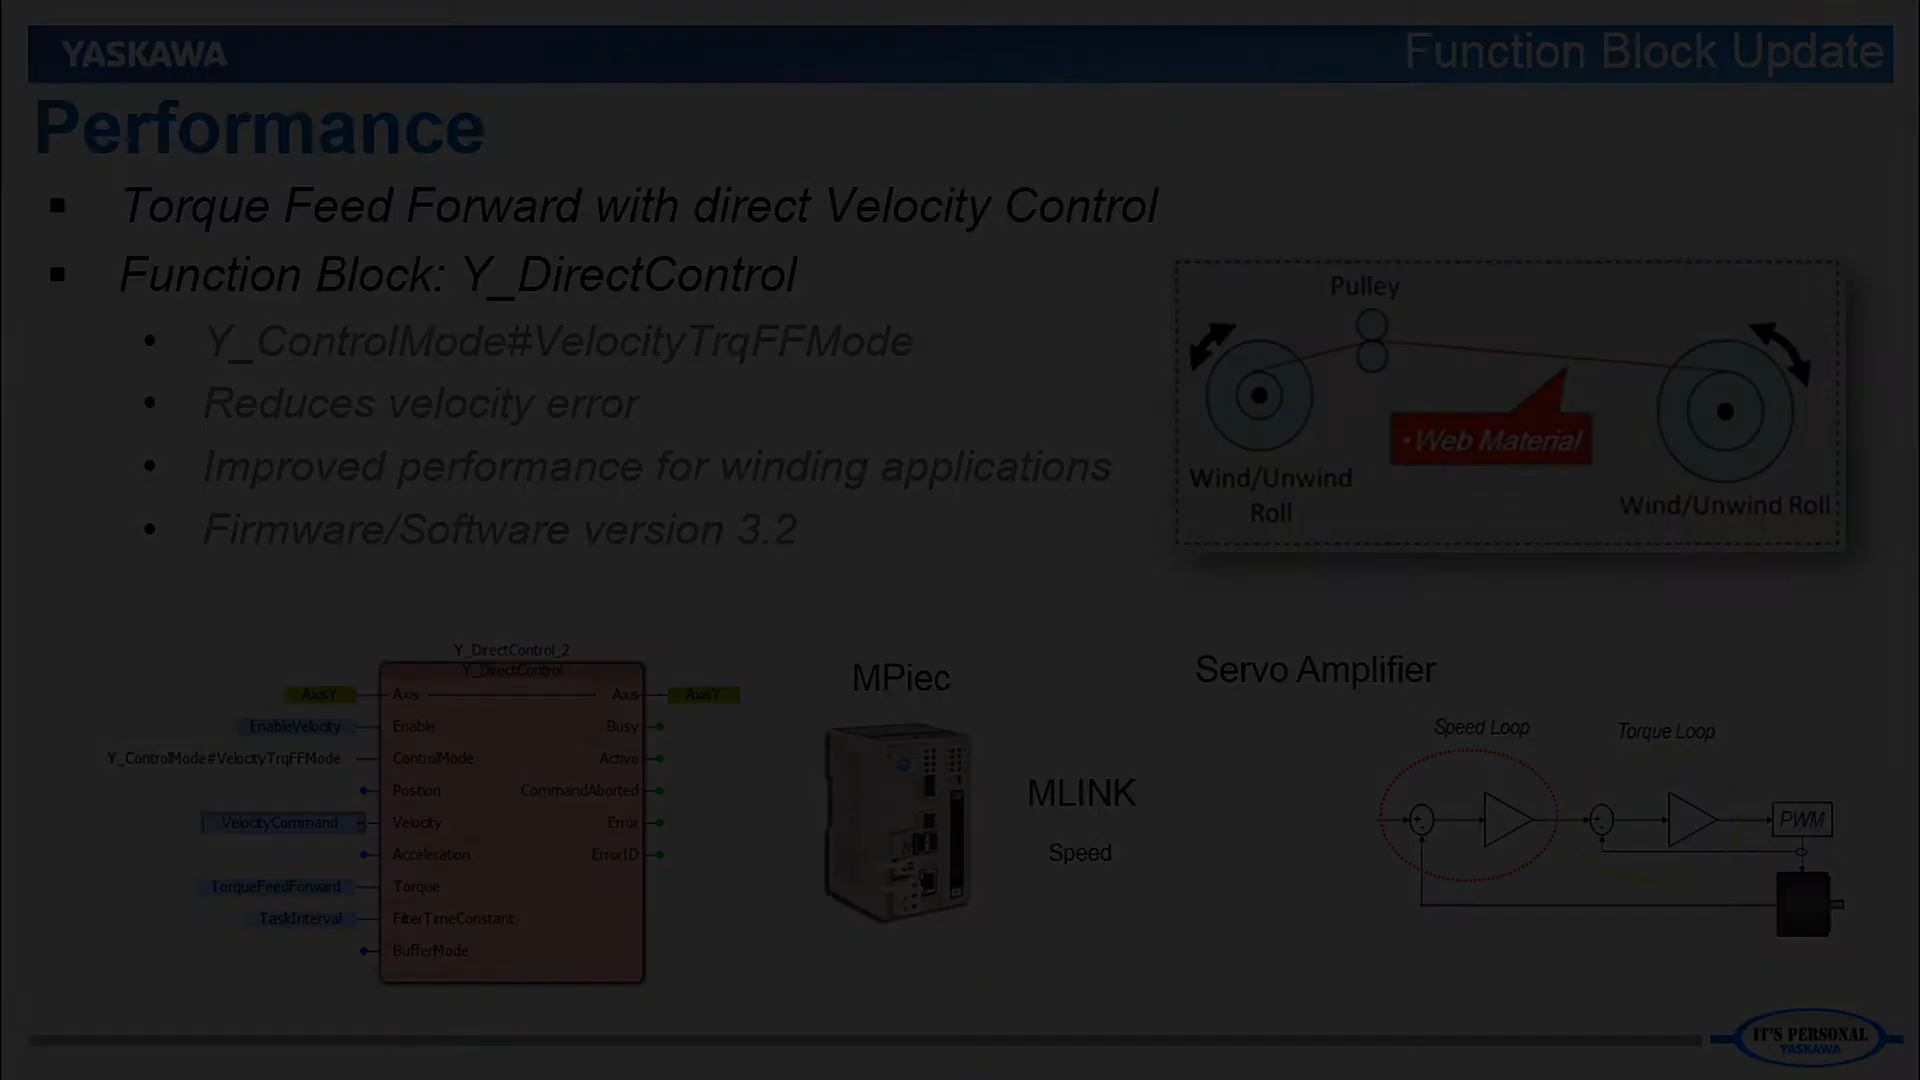 YASKAWA
Function Block Update
Performance
▪ Torque Feed Forward with direct Velocity Control
▪ Function Block: Y_DirectControl
• Y_ControlMode#VelocityTrqFFMode
• Reduces velocity error
• Improved performance for winding applications
• Firmware/Software version 3.2
Pulley
• Web Material
Wind/Unwind
Roll
Wind/Unwind Roll
Y_DirectControl_2
Y_DirectControl
AxisY Axis Axis AxisY
EnableVelocity Enable Busy
Y_ControlMode#VelocityTrqFFMode ControlMode Active
Position CommandAborted
VelocityCommand Velocity Error
Acceleration ErrorID
TorqueFeedForward Torque
TaskInterval FilterTimeConstant
BufferMode
MPiec
MLINK
Speed
Servo Amplifier
Speed Loop
Torque Loop
+ -
+ -
PWM
IT'S PERSONAL
YASKAWA